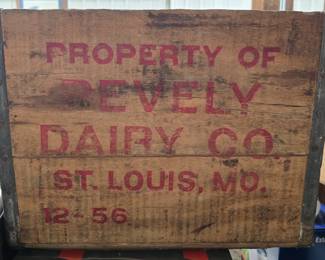 PROPERTY OF
PEVELY
DAIRY CO.
ST. LOUIS, MO.
12-56